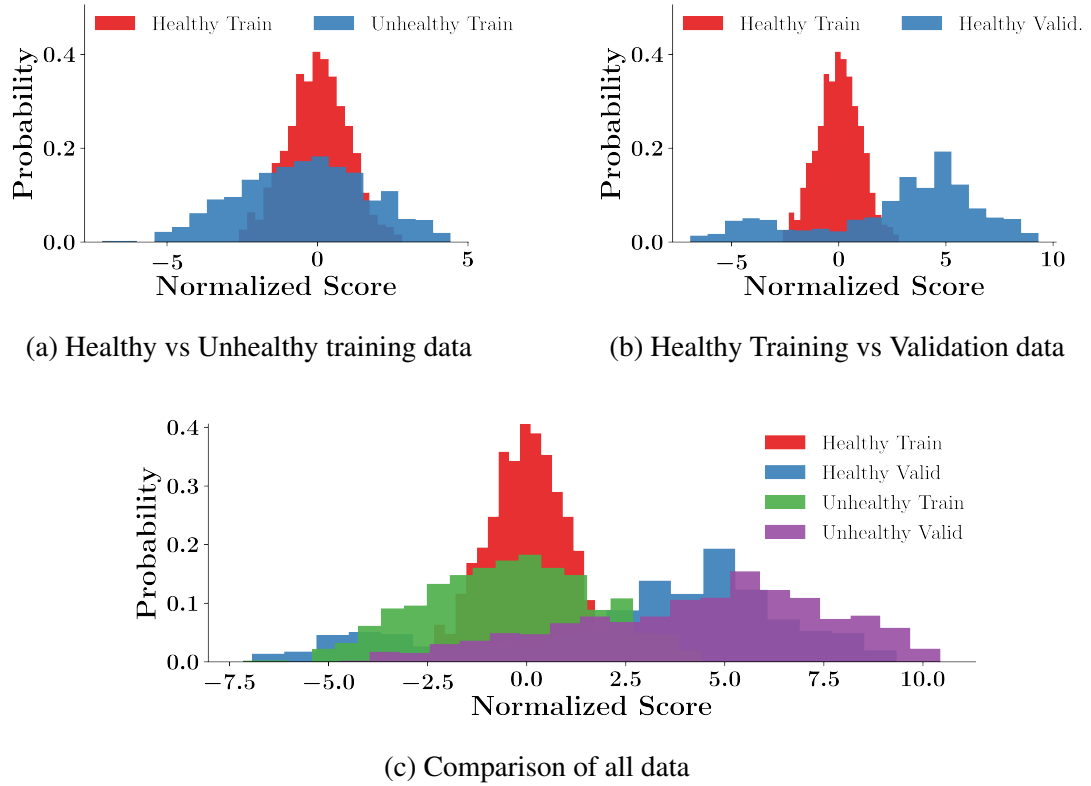 Healthy Train
Unhealthy Train
Probability
0.4
0.2
0.0
−5
0
5
Normalized Score
(a) Healthy vs Unhealthy training data
Healthy Train
Healthy Valid.
Probability
0.4
0.2
0.0
−5
0
5
10
Normalized Score
(b) Healthy Training vs Validation data
Healthy Train
Healthy Valid
Unhealthy Train
Unhealthy Valid
Probability
0.4
0.3
0.2
0.1
0.0
−7.5
−5.0
−2.5
0.0
2.5
5.0
7.5
10.0
Normalized Score
(c) Comparison of all data